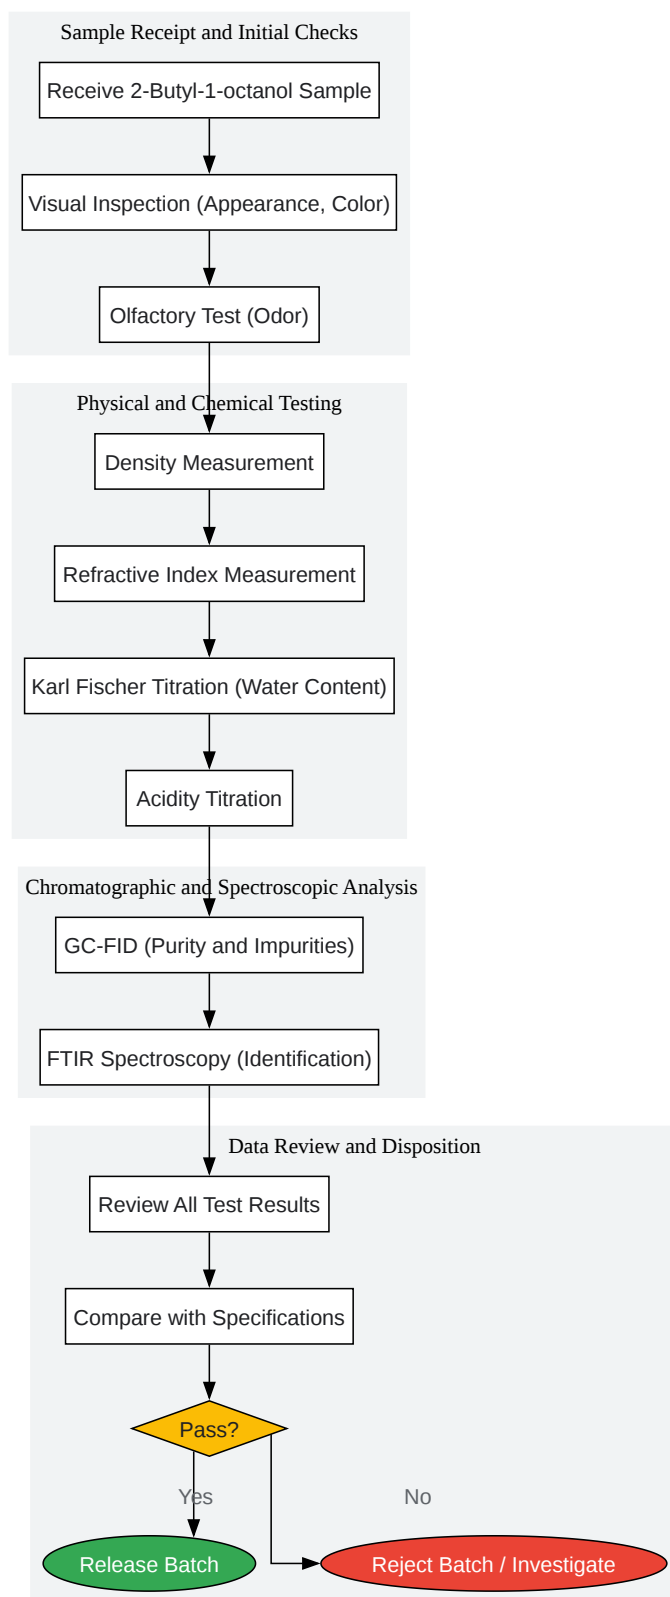 Sample Receipt and Initial Checks
Receive 2-Butyl-1-octanol Sample
Visual Inspection (Appearance, Color)
Olfactory Test (Odor)
Physical and Chemical Testing
Density Measurement
Refractive Index Measurement
Karl Fischer Titration (Water Content)
Acidity Titration
Chromatographic and Spectroscopic Analysis
GC-FID (Purity and Impurities)
FTIR Spectroscopy (Identification)
Data Review and Disposition
Review All Test Results
Compare with Specifications
Pass?
Yes
No
Release Batch
Reject Batch / Investigate